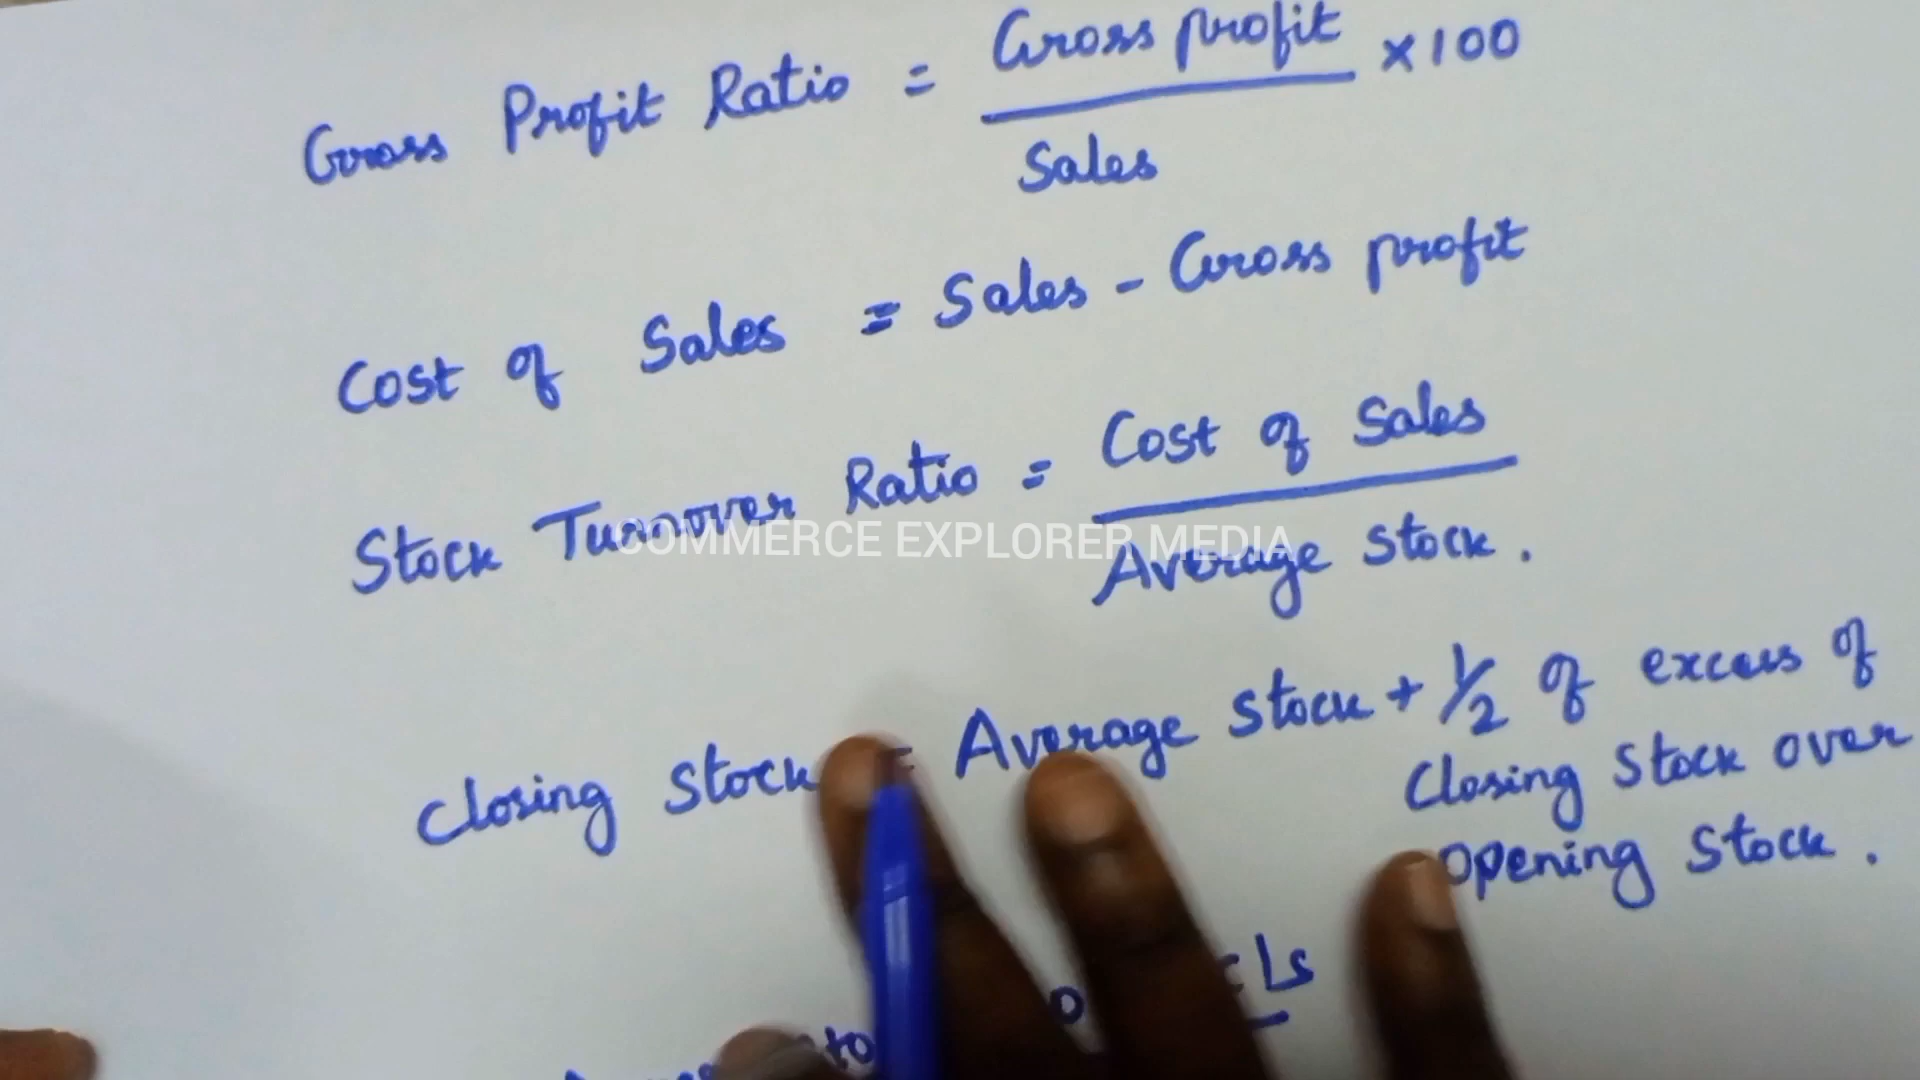 Gross Profit Ratio = Gross profit × 100
Sales
Cost of Sales = Sales - Gross profit
Stock Turnover Ratio = Cost of Sales
Average Stock.
COMMERCE EXPLORER MEDIA
Closing Stock = Average Stock + 1/2 of excess of
Closing Stock over
Opening Stock.